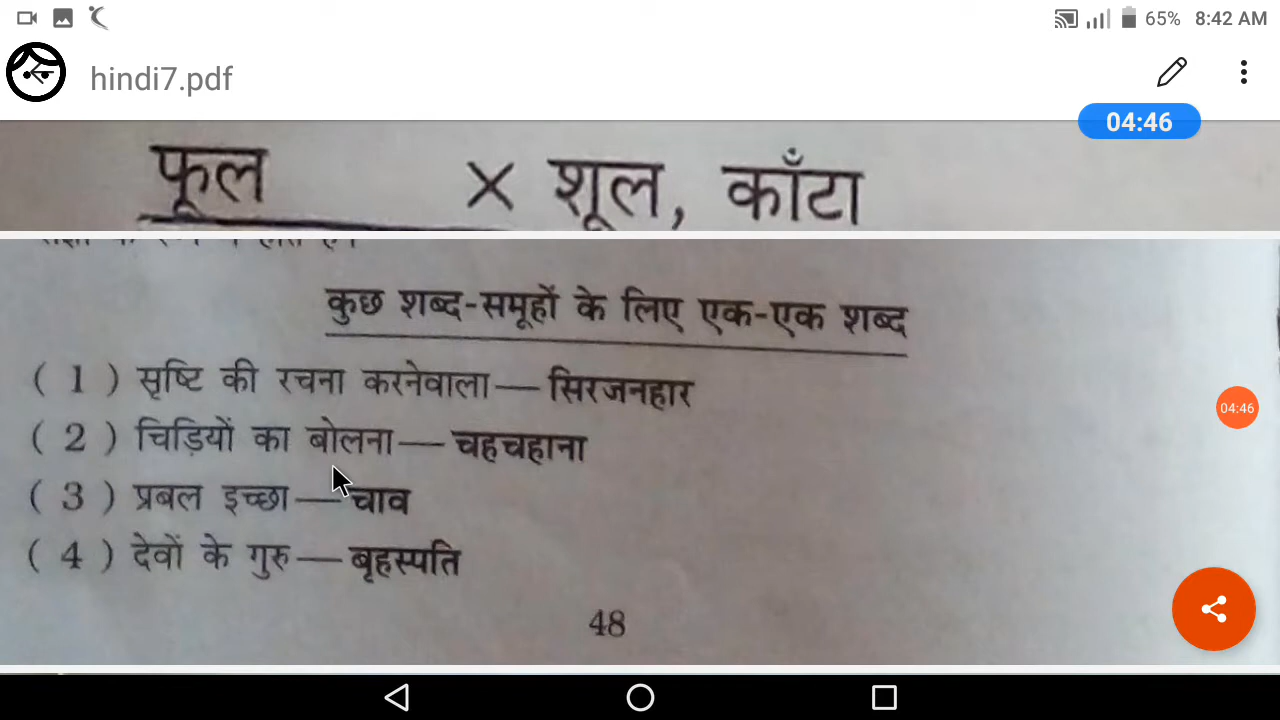 65% 8:42 AM
hindi7.pdf
04:46
फूल × शूल, काँटा
कुछ शब्द-समूहों के लिए एक-एक शब्द
( 1 ) सृष्टि की रचना करनेवाला — सिरजनहार
04:46
( 2 ) चिड़ियों का बोलना — चहचहाना
( 3 ) प्रबल इच्छा — चाव
( 4 ) देवों के गुरु — बृहस्पति
48